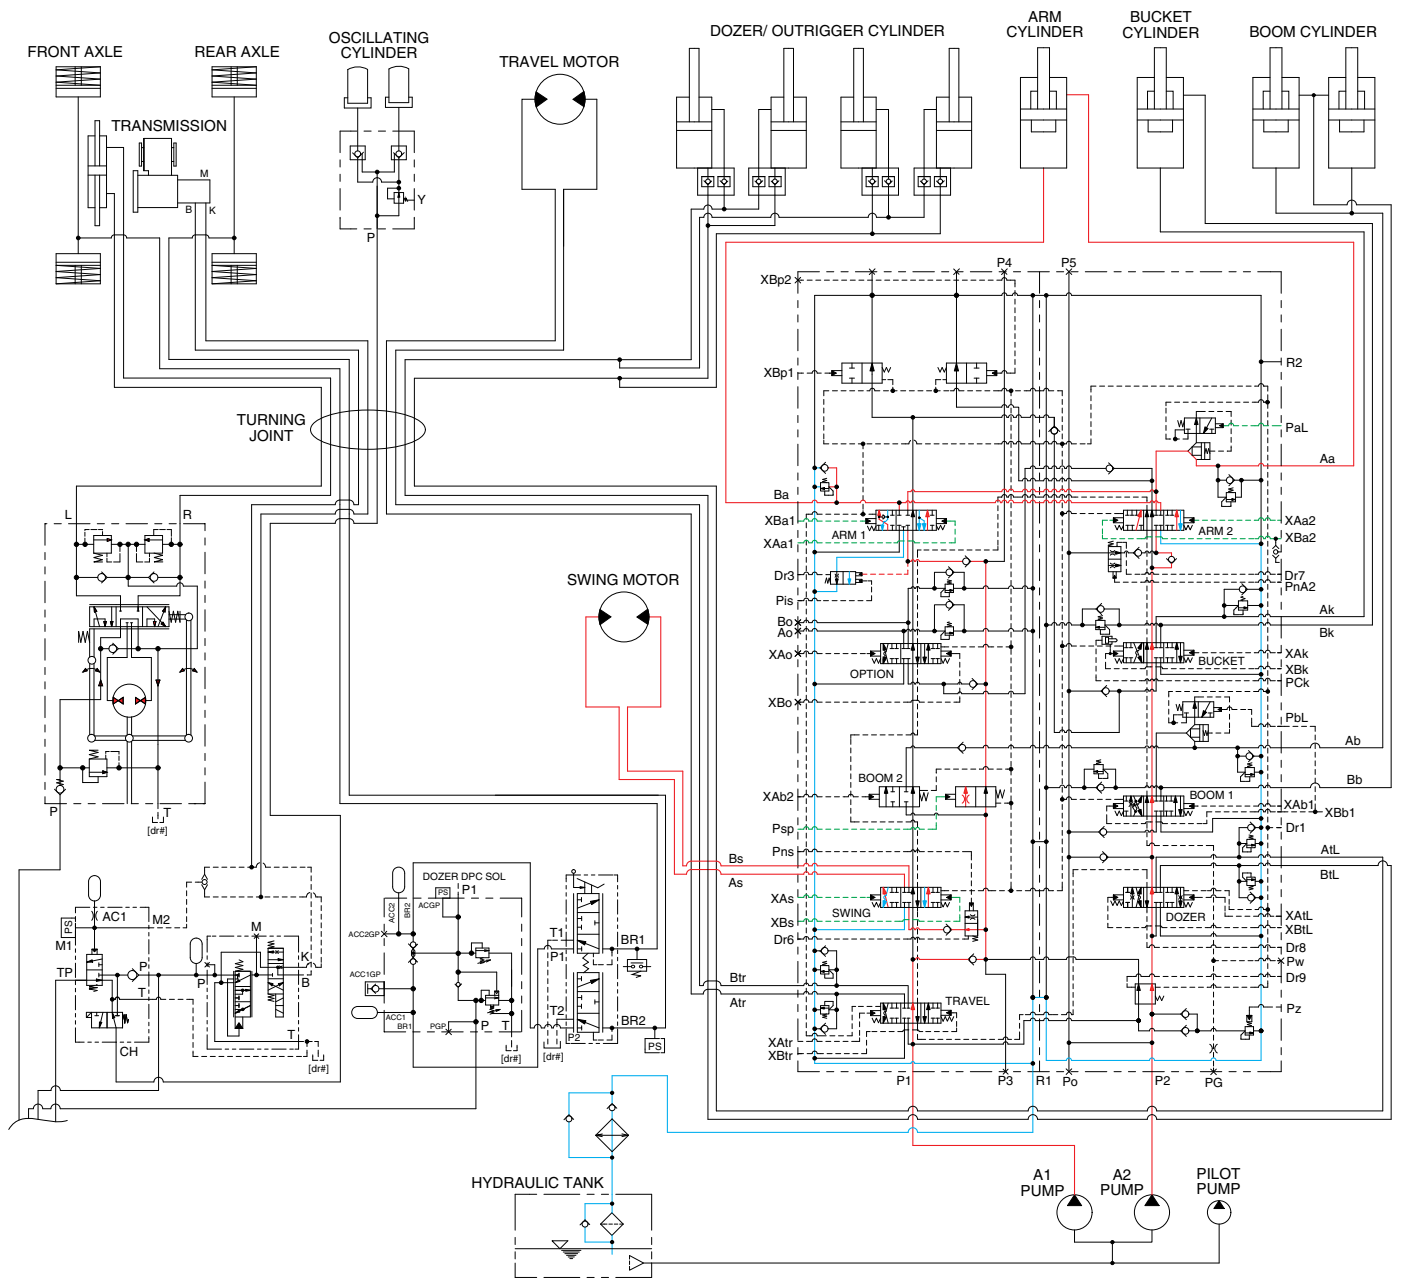 FRONT AXLE
REAR AXLE
OSCILLATING
CYLINDER
TRAVEL MOTOR
DOZER/ OUTRIGGER CYLINDER
ARM
CYLINDER
BUCKET
CYLINDER
BOOM CYLINDER
TRANSMISSION
M
B
K
Y
P
TURNING
JOINT
L
R
P
T
[dr#]
SWING MOTOR
XBp2
P4
P5
XBp1
R2
PaL
Aa
Ba
XBa1
ARM 1
XAa1
ARM 2
XAa2
XBa2
Dr3
Pis
Dr7
PnA2
Bo
Ao
Ak
Bk
XAo
OPTION
BUCKET
XAk
XBk
PCk
XBo
PbL
Ab
Bb
BOOM 2
BOOM 1
XAb2
XAb1
XBb1
Psp
Dr1
Pns
Bs
As
AtL
BtL
XAs
SWING
XBs
Dr6
DOZER
XAtL
XBtL
Dr8
Pw
Dr9
Btr
Atr
TRAVEL
Pz
XAtr
XBtr
P1
P3
R1
Po
P2
PG
PS
AC1
M2
M1
TP
P
T
CH
M
P
K
B
T
[dr#]
DOZER DPC SOL
PS
P1
ACGP
ACC2
BR2
ACC2GP
ACC1GP
ACC1
BR1
PGP
P
T
[dr#]
T1
P1
BR1
T2
P2
BR2
[dr#]
PS
HYDRAULIC TANK
A1
PUMP
A2
PUMP
PILOT
PUMP